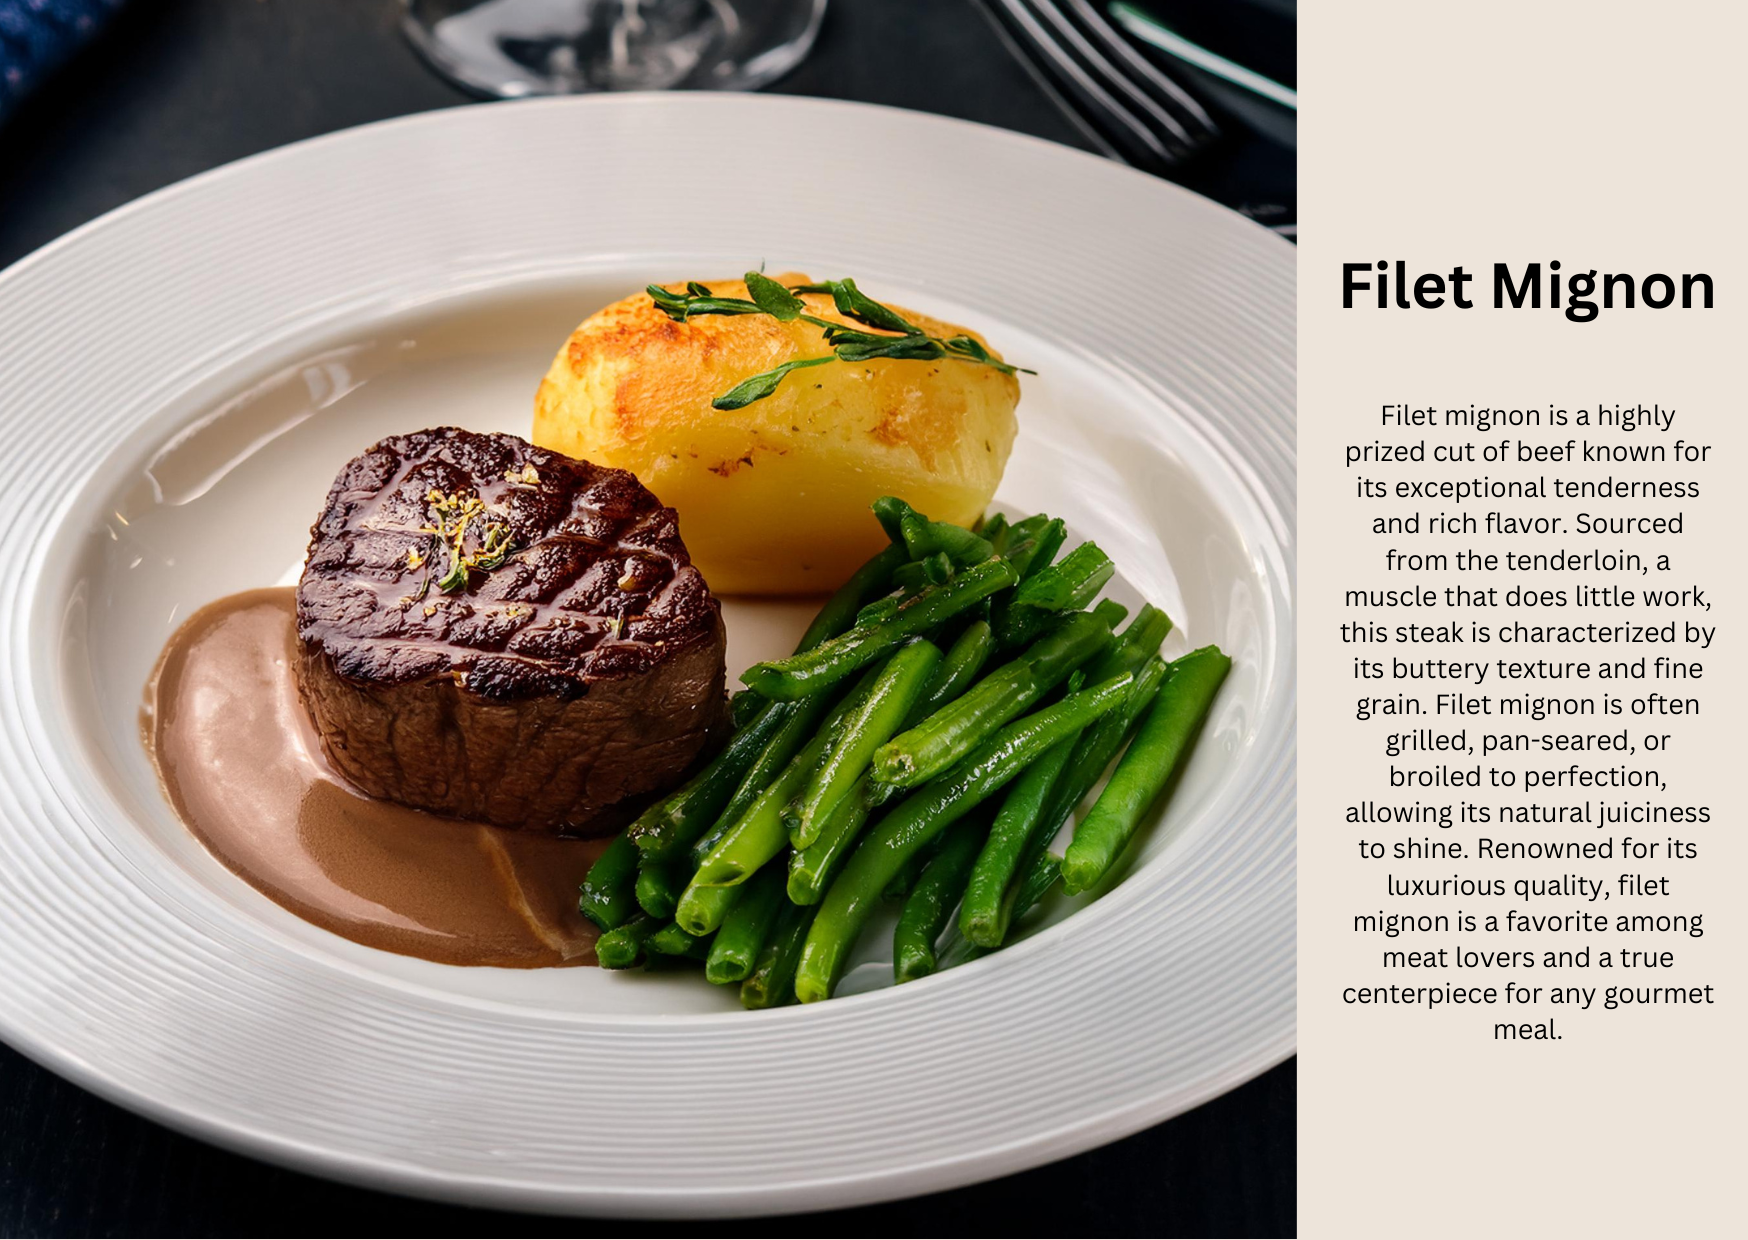 Filet Mignon
Filet mignon is a highly
prized cut of beef known for
its exceptional tenderness
and rich flavor. Sourced
from the tenderloin, a
muscle that does little work,
this steak is characterized by
its buttery texture and fine
grain. Filet mignon is often
grilled, pan-seared, or
broiled to perfection,
allowing its natural juiciness
to shine. Renowned for its
luxurious quality, filet
mignon is a favorite among
meat lovers and a true
centerpiece for any gourmet
meal.